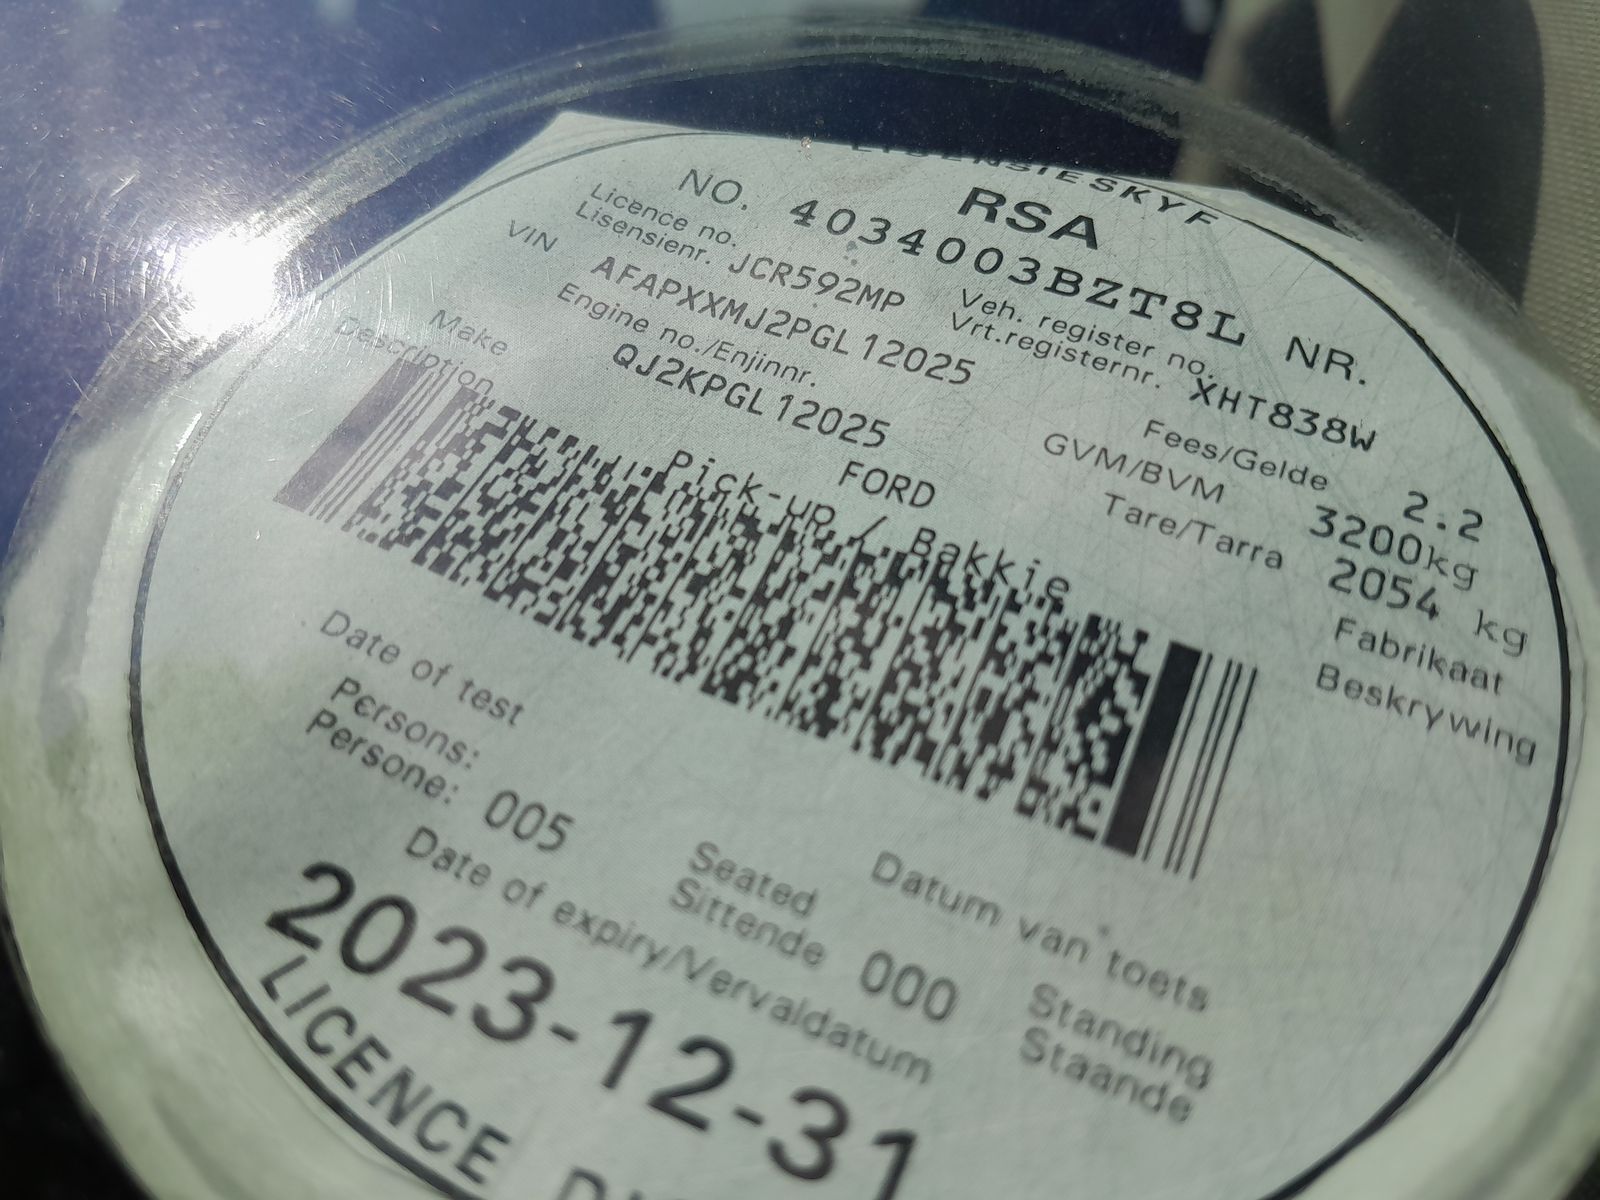 LISENSIESKYF
RSA
NO. 4034003BZT8L NR.
Licence no. Lisensienr. JCR592MP Veh. register no. Vrt.registernr. XHT838W
VIN AFAPXXMJ2PGL12025 Fees/Gelde 2.2
Engine no./Enjinnr. QJ2KPGL12025 GVM/BVM 3200kg
Tare/Tarra 2054 kg
Make FORD Fabrikaat
Description Pick-up / Bakkie Beskrywing
Date of test Datum van toets
Persons: Persone: 005 Seated Sittende 000 Standing Staande
Date of expiry/Vervaldatum
2023-12-31
LICENCE